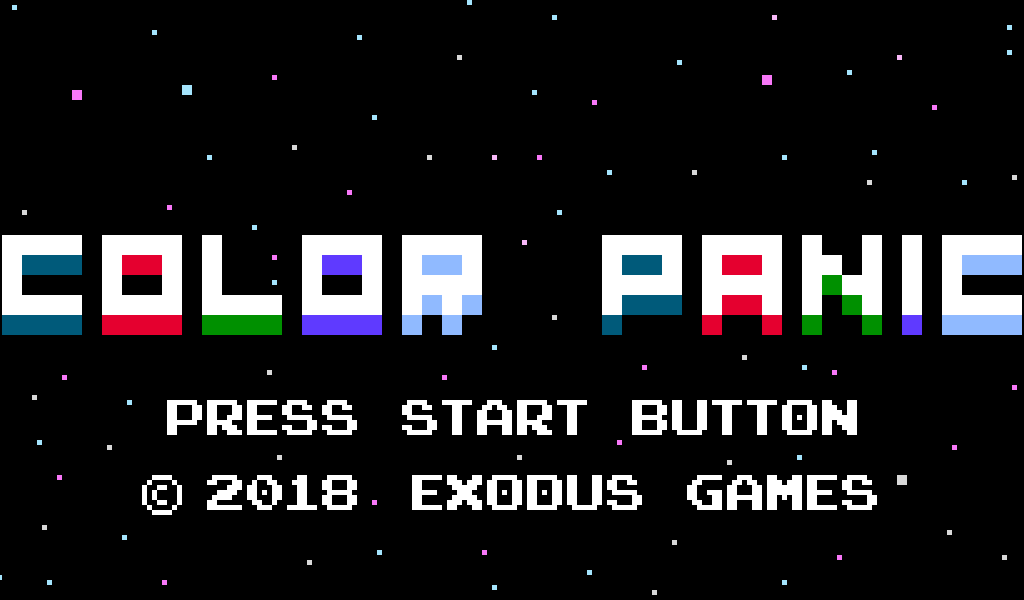 COLOR PANIC
PRESS START BUTTON
© 2018 EXODUS GAMES